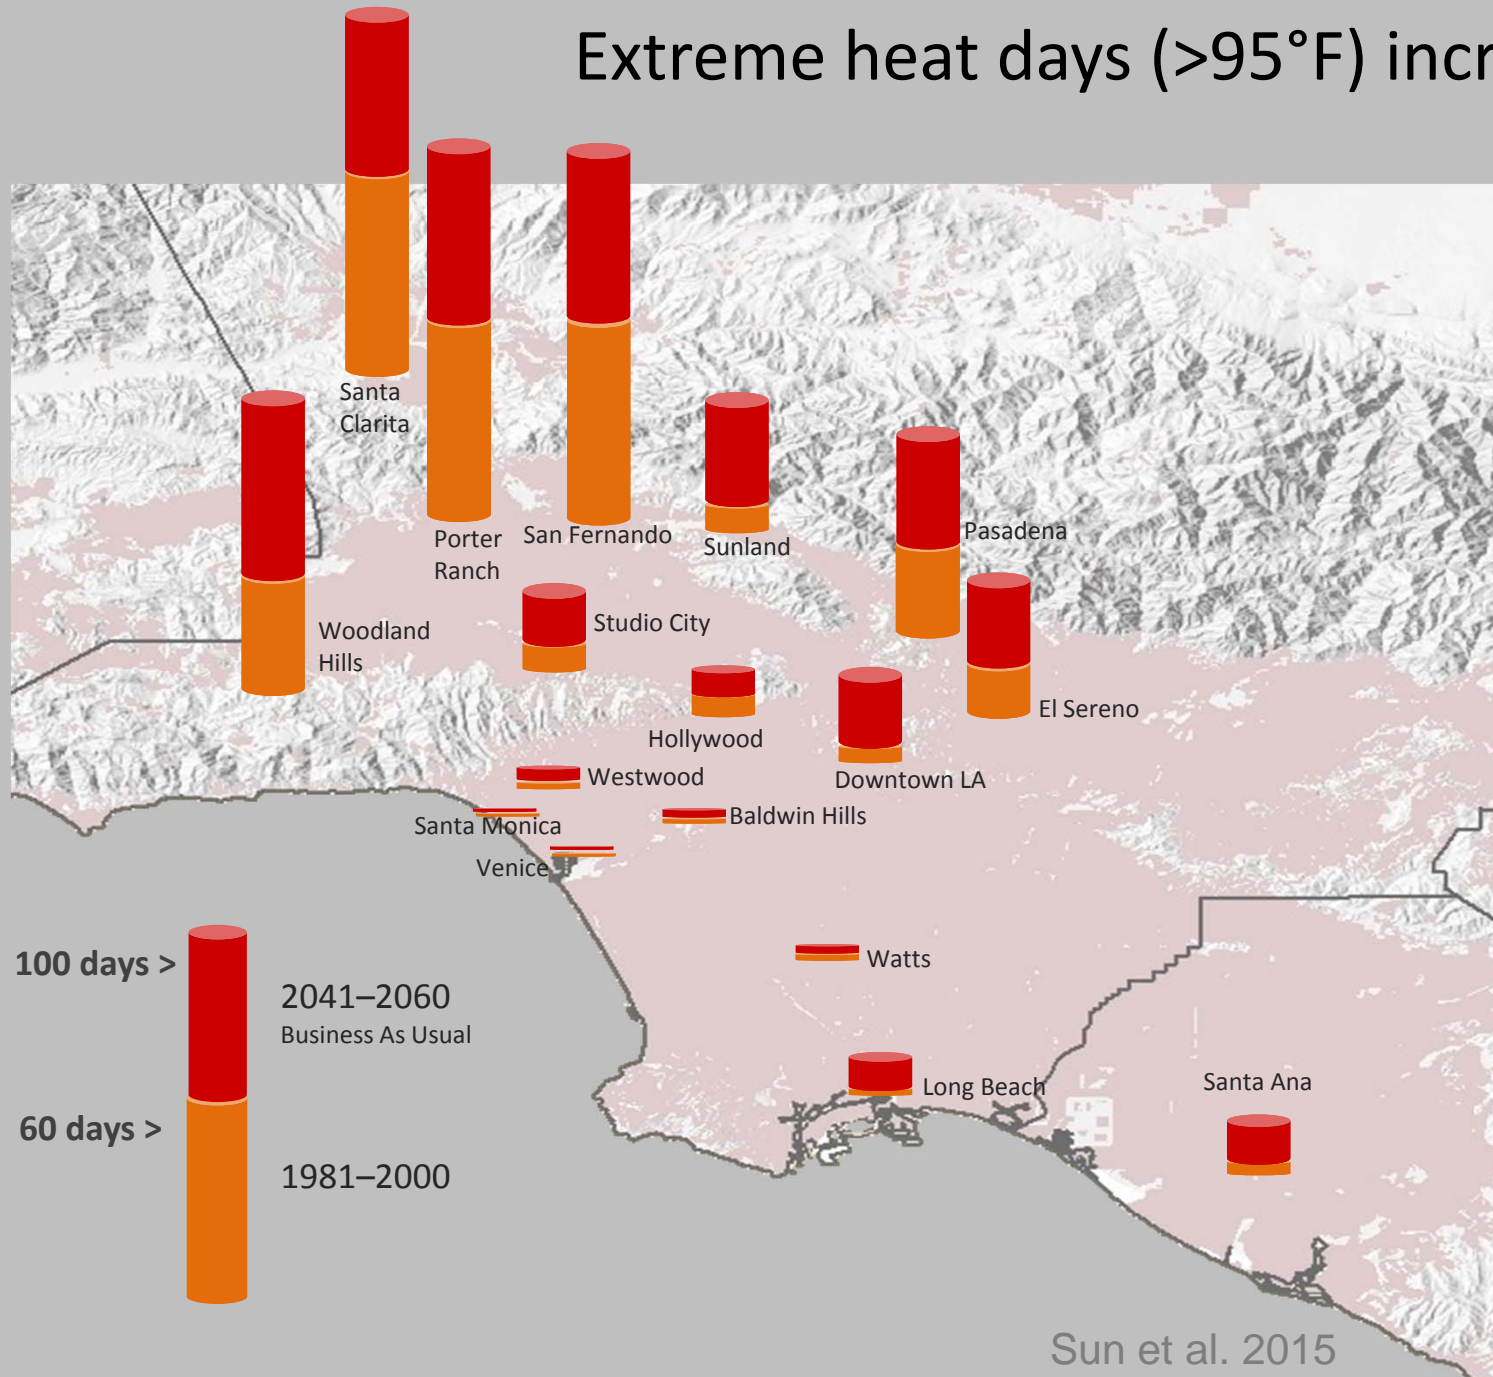 Extreme heat days (>95°F) incr
Santa
Clarita
Porter
Ranch
San Fernando
Sunland
Pasadena
Woodland
Hills
Studio City
El Sereno
Hollywood
Downtown LA
Westwood
Santa Monica
Baldwin Hills
Venice
Watts
Long Beach
Santa Ana
100 days >
2041–2060
Business As Usual
60 days >
1981–2000
Sun et al. 2015